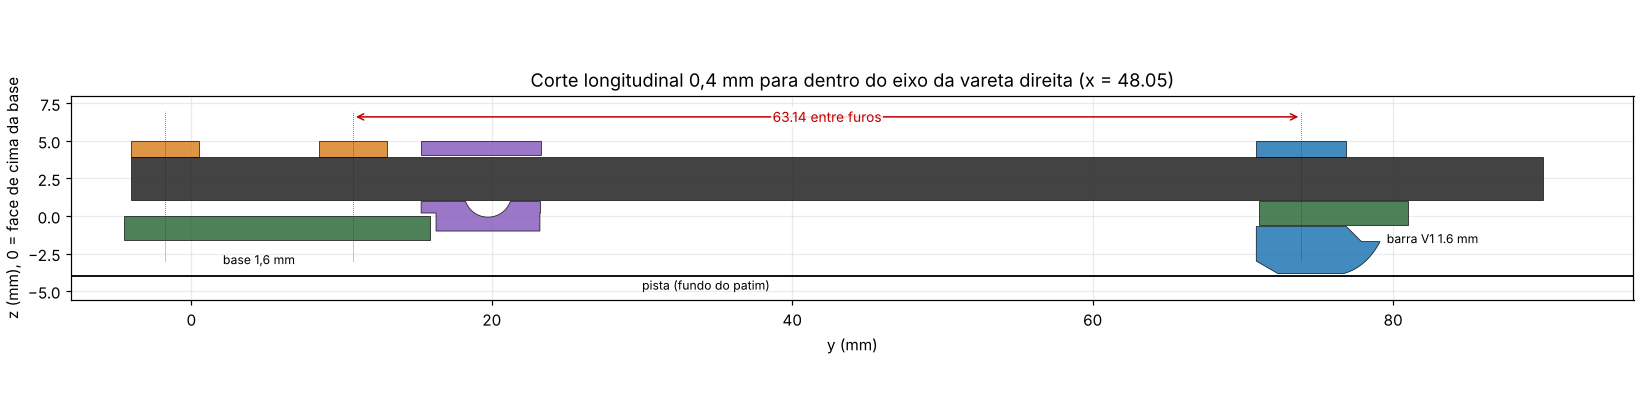 Corte longitudinal 0,4 mm para dentro do eixo da vareta direita (x = 48.05)
z (mm), 0 = face de cima da base
7.5
5.0
2.5
0.0
−2.5
−5.0
63.14 entre furos
base 1,6 mm
barra V1 1.6 mm
pista (fundo do patim)
0
20
40
60
80
y (mm)